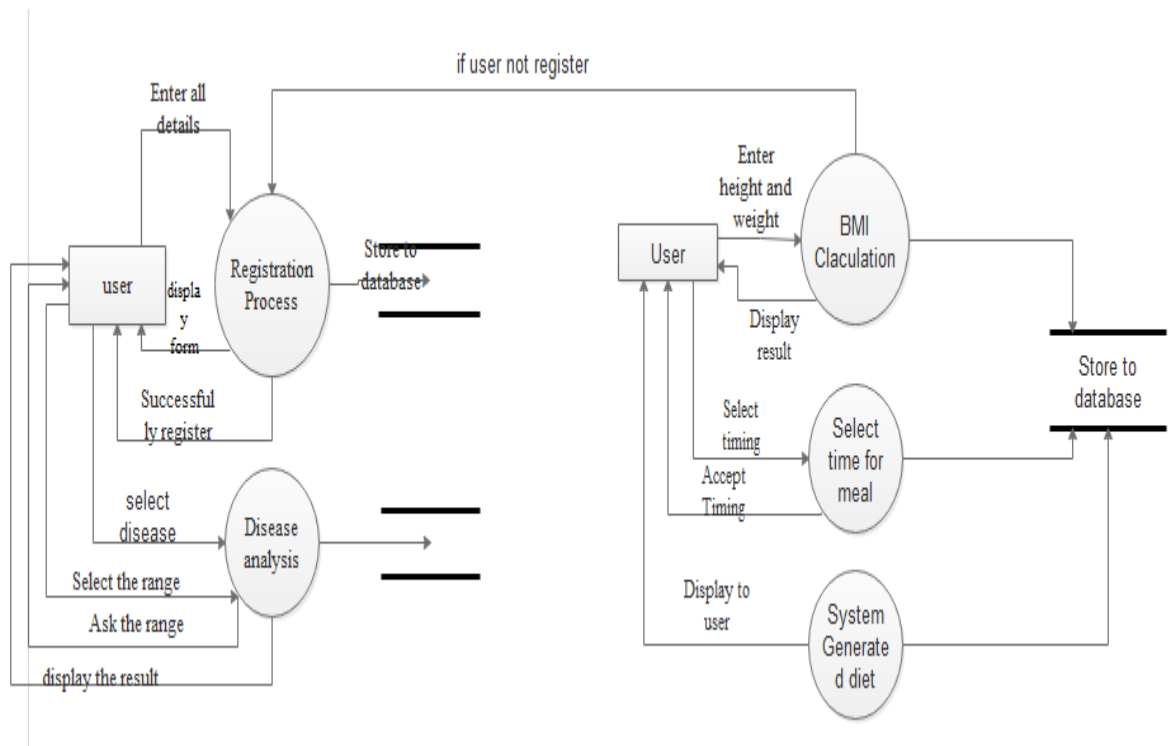 if user not register
Enter all
details
user
displa
y
form
Registration
Process
Store to
database
Successful
ly register
select
disease
Disease
analysis
Select the range
Ask the range
display the result
Enter
height and
weight
User
BMI
Claculation
Display
result
Select
timing
Accept
Timing
Select
time for
meal
Store to
database
Display to
user
System
Generate
d diet